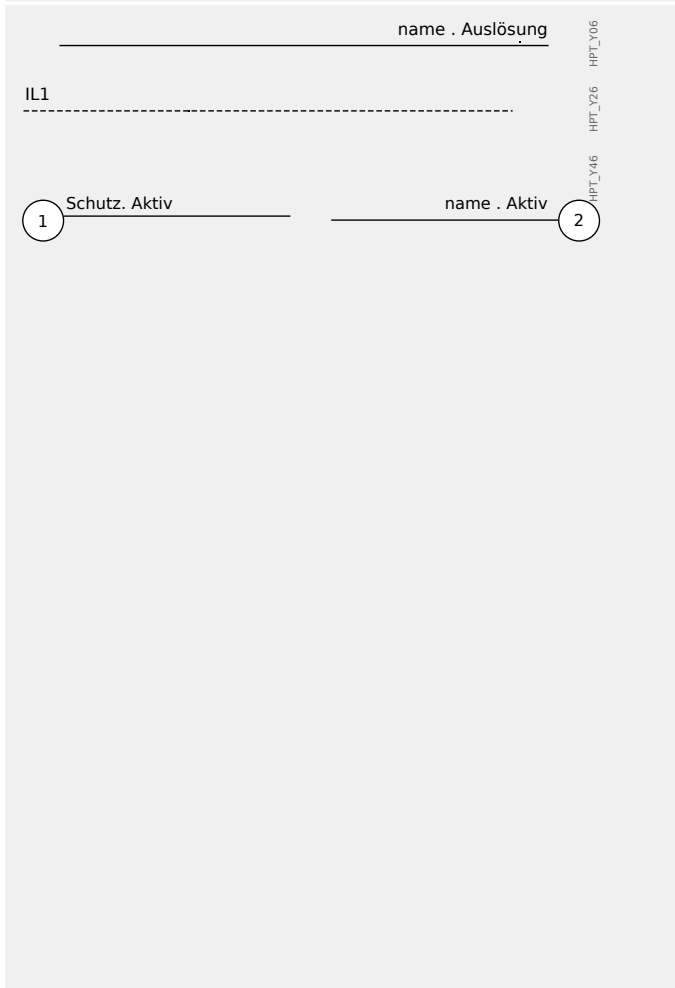 name . Auslösung
HPT_Y06
IL1
HPT_Y26
HPT_Y46
1
Schutz. Aktiv
name . Aktiv
2